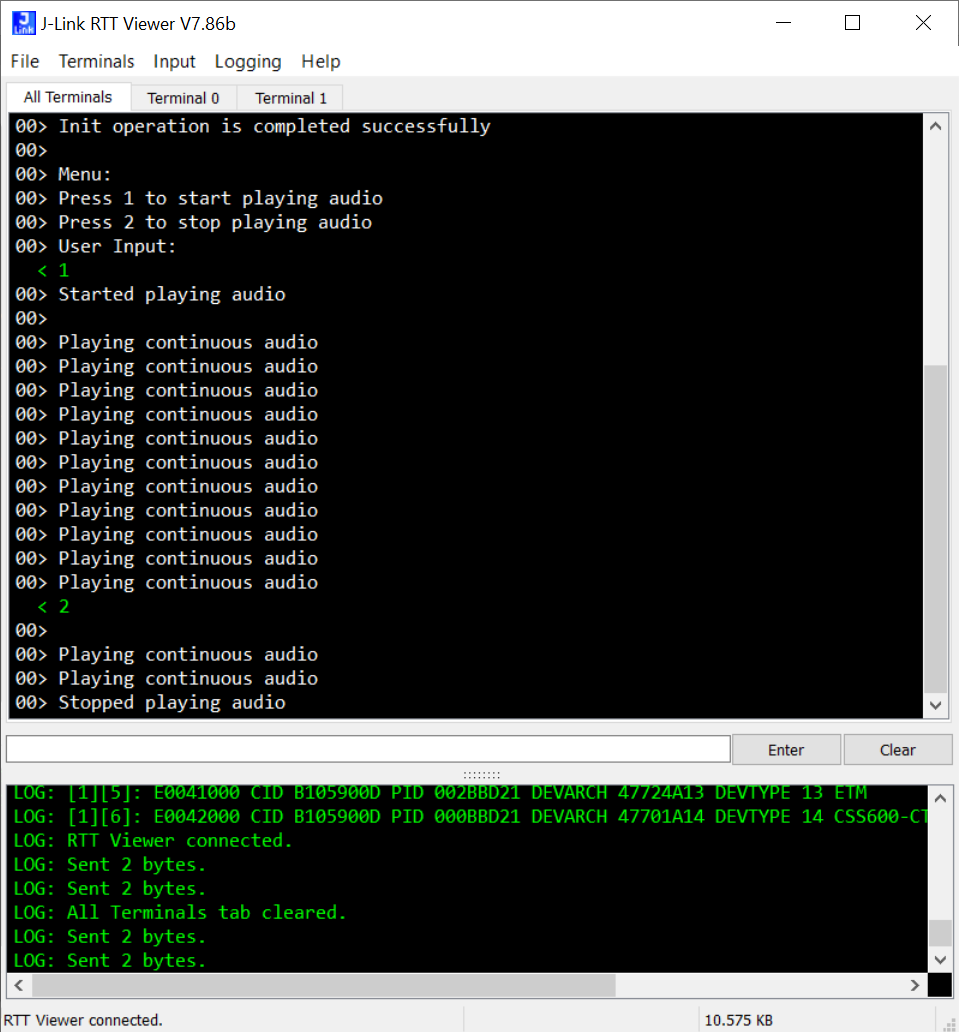 J-Link RTT Viewer V7.86b
File Terminals Input Logging Help
All Terminals Terminal 0 Terminal 1
00> Init operation is completed successfully
00>
00> Menu:
00> Press 1 to start playing audio
00> Press 2 to stop playing audio
00> User Input:
< 1
00> Started playing audio
00>
00> Playing continuous audio
00> Playing continuous audio
00> Playing continuous audio
00> Playing continuous audio
00> Playing continuous audio
00> Playing continuous audio
00> Playing continuous audio
00> Playing continuous audio
00> Playing continuous audio
00> Playing continuous audio
00> Playing continuous audio
< 2
00>
00> Playing continuous audio
00> Playing continuous audio
00> Stopped playing audio
Enter Clear
LOG: [1][5]: E0041000 CID B105900D PID 002BBD21 DEVARCH 47724A13 DEVTYPE 13 ETM
LOG: [1][6]: E0042000 CID B105900D PID 000BBD21 DEVARCH 47701A14 DEVTYPE 14 CSS600-CT
LOG: RTT Viewer connected.
LOG: Sent 2 bytes.
LOG: Sent 2 bytes.
LOG: All Terminals tab cleared.
LOG: Sent 2 bytes.
LOG: Sent 2 bytes.
RTT Viewer connected. 10.575 KB